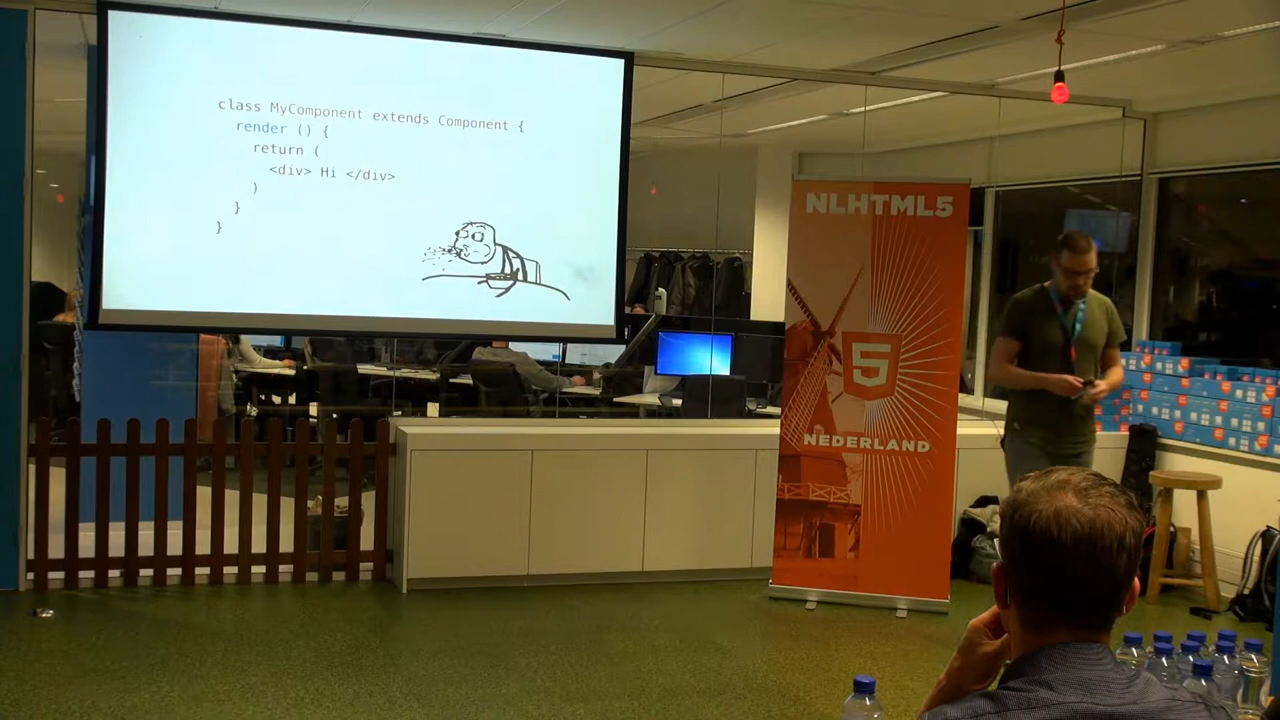 class MyComponent extends Component {
render () {
return (
<div> Hi </div>
)
}
}
NLHTML5
5
NEDERLAND